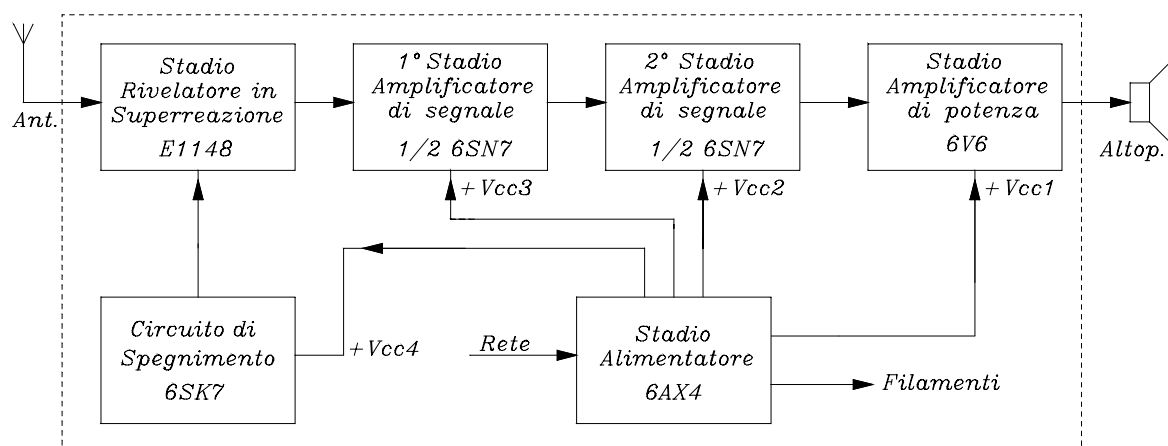 Ant.
Stadio
Rivelatore in
Superreazione
E1148
1° Stadio
Amplificatore
di segnale
1/2 6SN7
2° Stadio
Amplificatore
di segnale
1/2 6SN7
Stadio
Amplificatore
di potenza
6V6
Altop.
+Vcc3
+Vcc2
+Vcc1
Circuito di
Spegnimento
6SK7
+Vcc4
Rete
Stadio
Alimentatore
6AX4
Filamenti